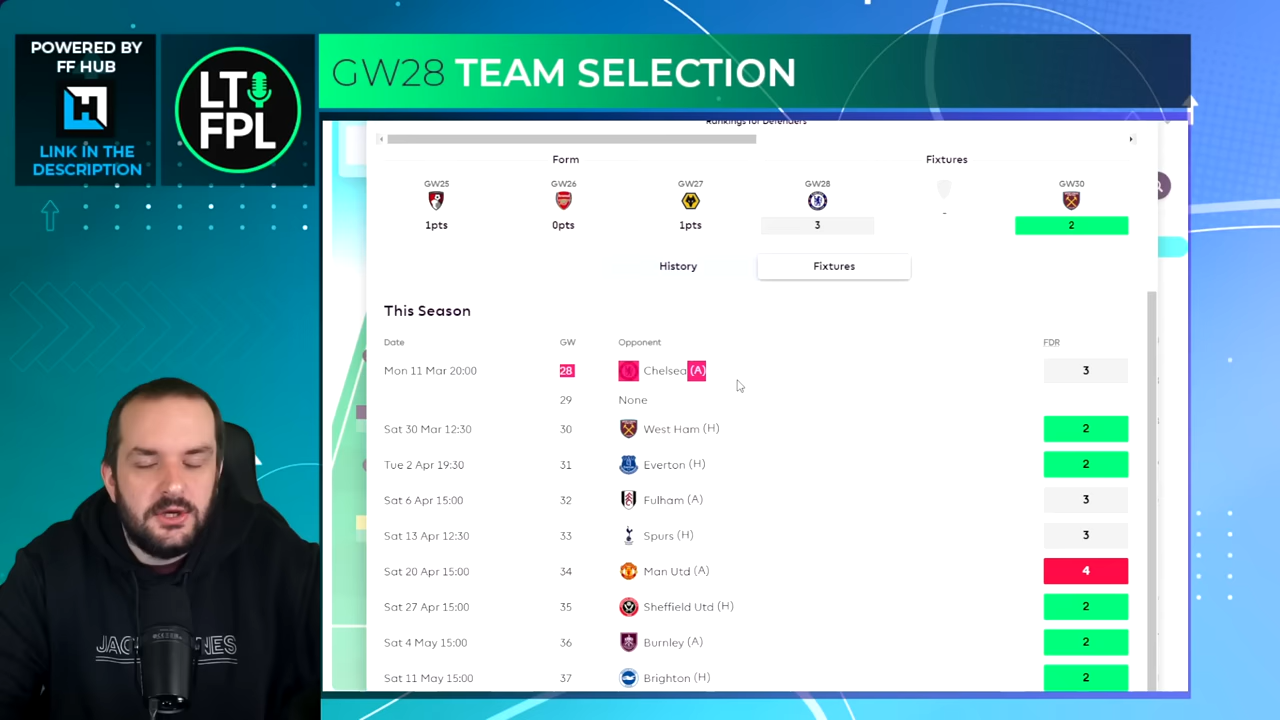 POWERED BY
FF HUB
LINK IN THE
DESCRIPTION
LT
FPL
GW28 TEAM SELECTION
Rankings for Defenders
Form
Fixtures
GW25
GW26
GW27
GW28
GW30
1pts
0pts
1pts
3
-
2
History
Fixtures
This Season
Date
GW
Opponent
FDR
Mon 11 Mar 20:00 28 Chelsea (A) 3
29 None
Sat 30 Mar 12:30 30 West Ham (H) 2
Tue 2 Apr 19:30 31 Everton (H) 2
Sat 6 Apr 15:00 32 Fulham (A) 3
Sat 13 Apr 12:30 33 Spurs (H) 3
Sat 20 Apr 15:00 34 Man Utd (A) 4
Sat 27 Apr 15:00 35 Sheffield Utd (H) 2
Sat 4 May 15:00 36 Burnley (A) 2
Sat 11 May 15:00 37 Brighton (H) 2